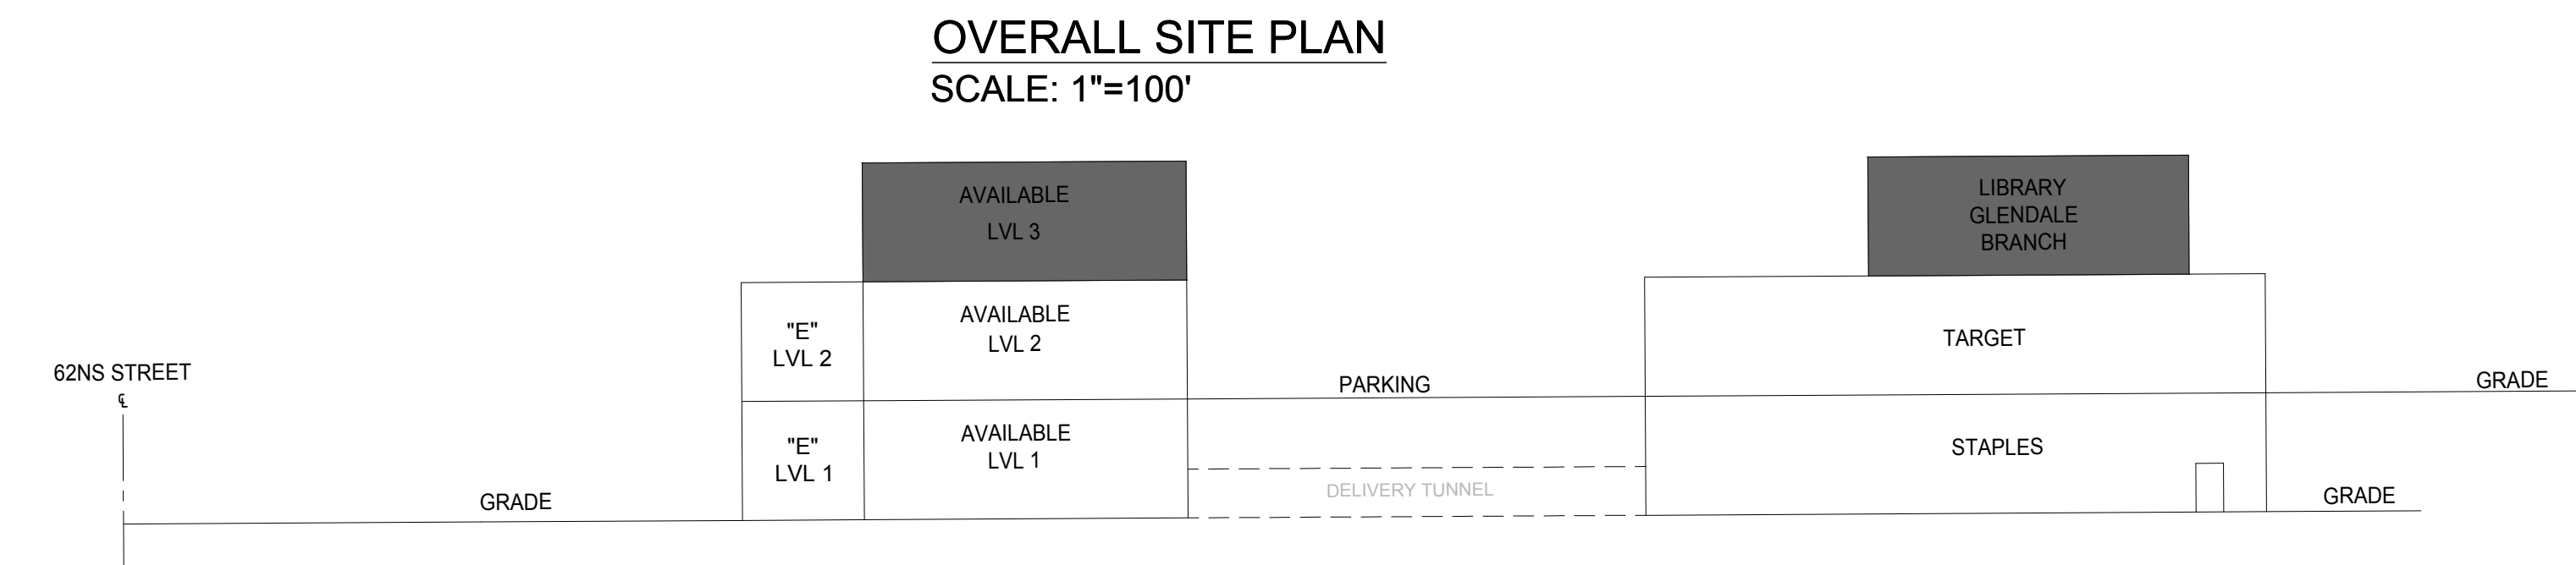 OVERALL SITE PLAN
SCALE: 1"=100'
AVAILABLE
LVL 3
LIBRARY
GLENDALE
BRANCH
"E"
LVL 2
AVAILABLE
LVL 2
TARGET
62NS STREET
℄
PARKING
GRADE
"E"
LVL 1
AVAILABLE
LVL 1
STAPLES
GRADE
DELIVERY TUNNEL
GRADE